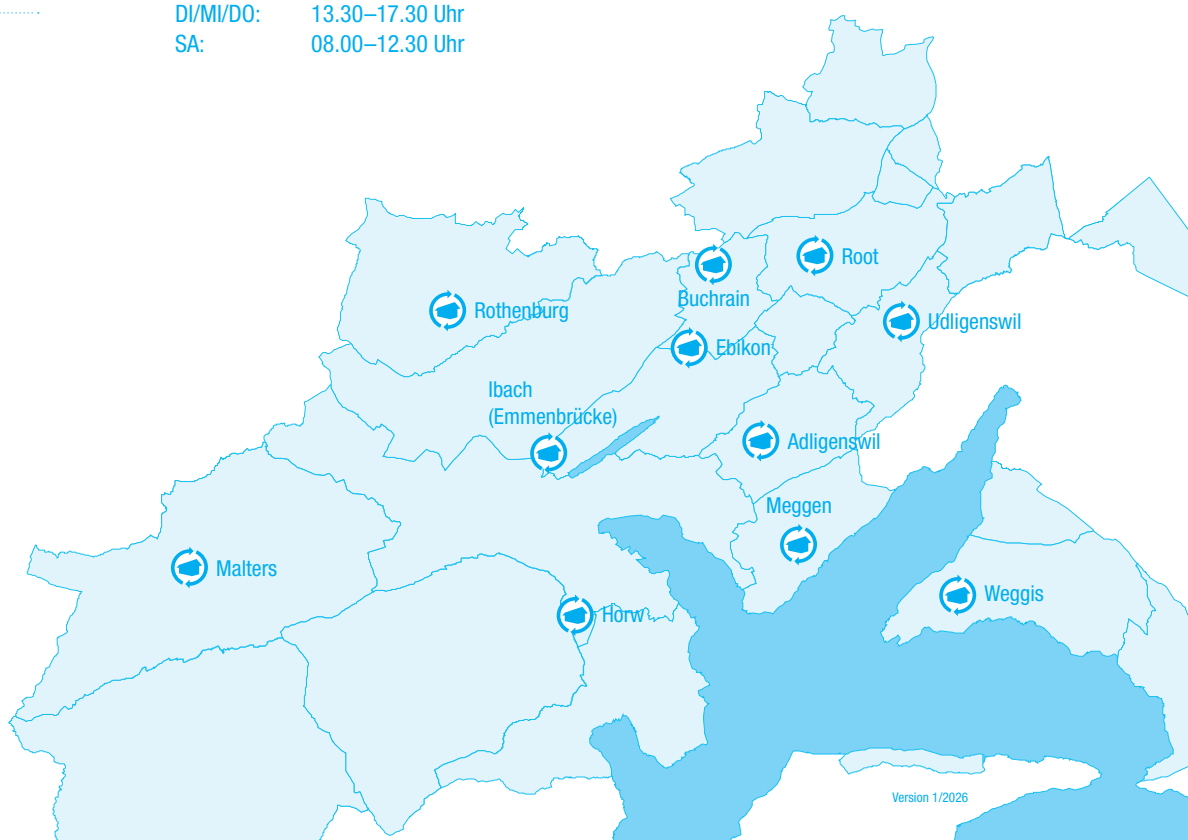 DI/MI/DO: 13.30–17.30 Uhr
SA: 08.00–12.30 Uhr
Root
Buchrain
Rothenburg
Udligenswil
Ebikon
Ibach
(Emmenbrücke)
Adligenswil
Meggen
Malters
Weggis
Horw
Version 1/2026